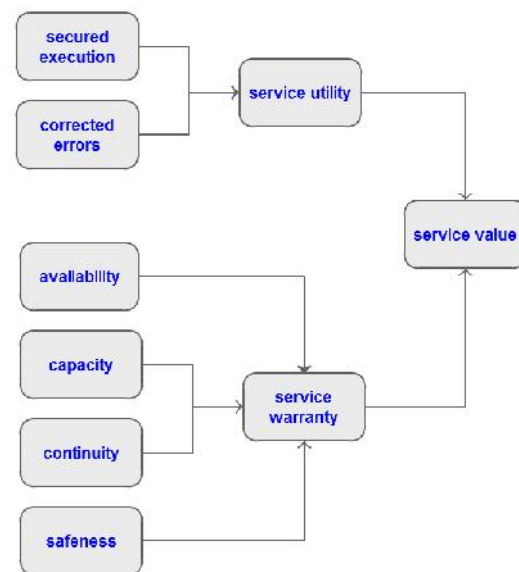 secured
execution
service utility
corrected
errors
service value
availability
capacity
service
warranty
continuity
safeness